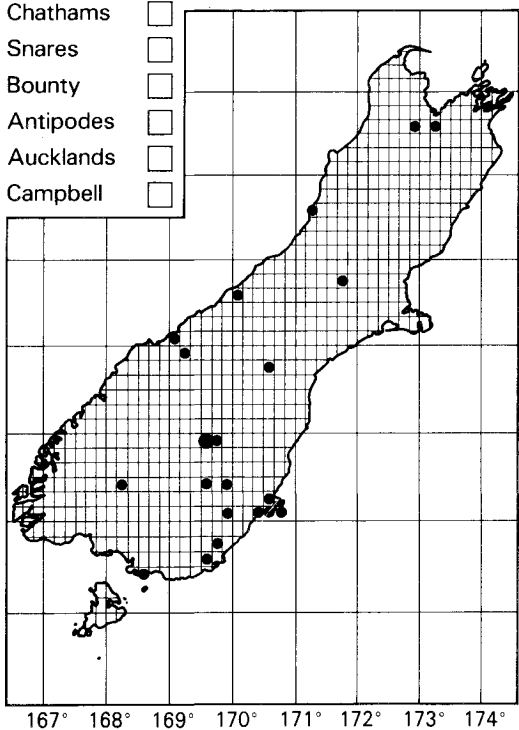 Chathams
Snares
Bounty
Antipodes
Aucklands
Campbell
167° 168° 169° 170° 171° 172° 173° 174°